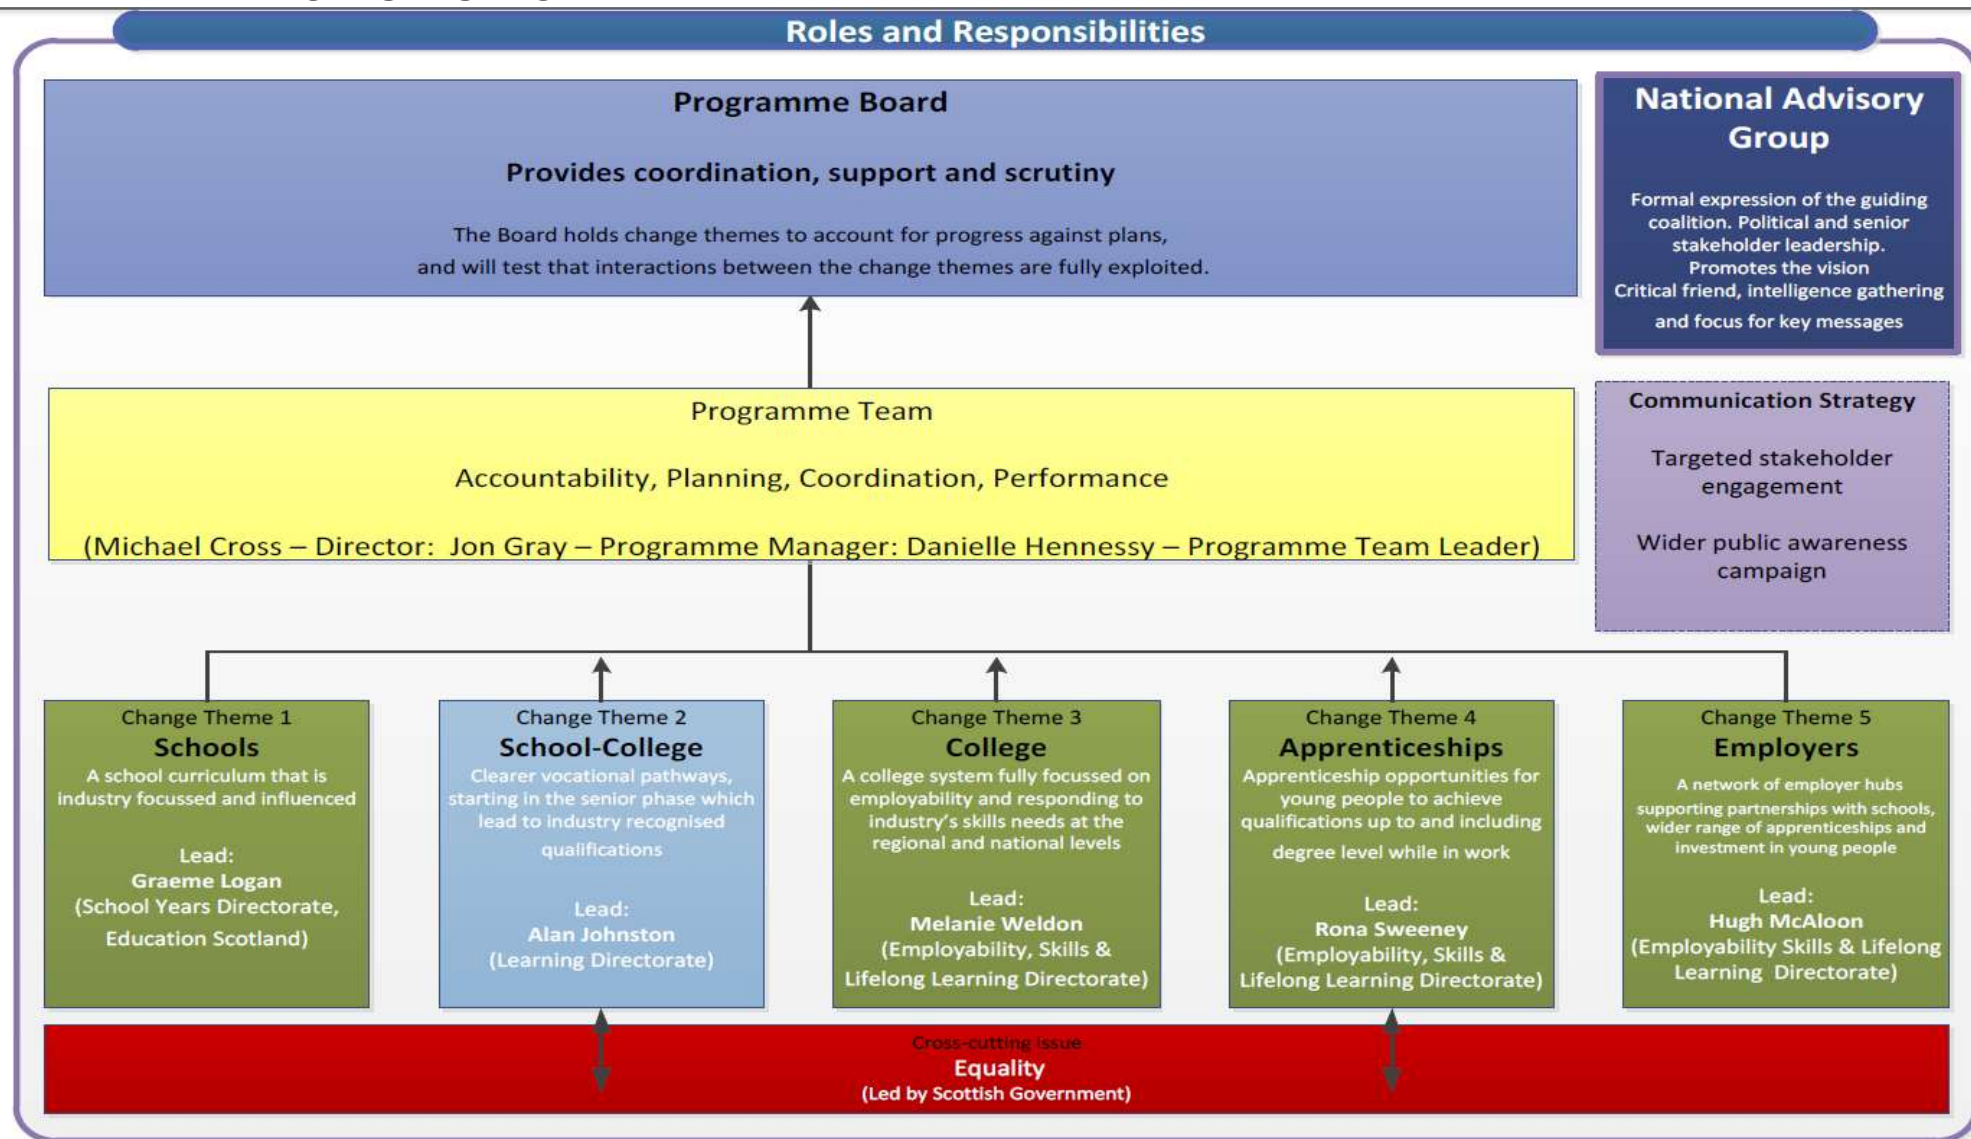 Roles and Responsibilities
Programme Board
Provides coordination, support and scrutiny
The Board holds change themes to account for progress against plans,
and will test that interactions between the change themes are fully exploited.
National Advisory
Group
Formal expression of the guiding
coalition. Political and senior
stakeholder leadership.
Promotes the vision
Critical friend, intelligence gathering
and focus for key messages
Programme Team
Accountability, Planning, Coordination, Performance
(Michael Cross – Director: Jon Gray – Programme Manager: Danielle Hennessy – Programme Team Leader)
Communication Strategy
Targeted stakeholder
engagement
Wider public awareness
campaign
Change Theme 1
Schools
A school curriculum that is
industry focussed and influenced
Lead:
Graeme Logan
(School Years Directorate,
Education Scotland)
Change Theme 2
School-College
Clearer vocational pathways,
starting in the senior phase which
lead to industry recognised
qualifications
Lead:
Alan Johnston
(Learning Directorate)
Change Theme 3
College
A college system fully focussed on
employability and responding to
industry's skills needs at the
regional and national levels
Lead:
Melanie Weldon
(Employability, Skills &
Lifelong Learning Directorate)
Change Theme 4
Apprenticeships
Apprenticeship opportunities for
young people to achieve
qualifications up to and including
degree level while in work
Lead:
Rona Sweeney
(Employability, Skills &
Lifelong Learning Directorate)
Change Theme 5
Employers
A network of employer hubs
supporting partnerships with schools,
wider range of apprenticeships and
investment in young people
Lead:
Hugh McAloon
(Employability Skills & Lifelong
Learning Directorate)
Cross-cutting issue
Equality
(Led by Scottish Government)